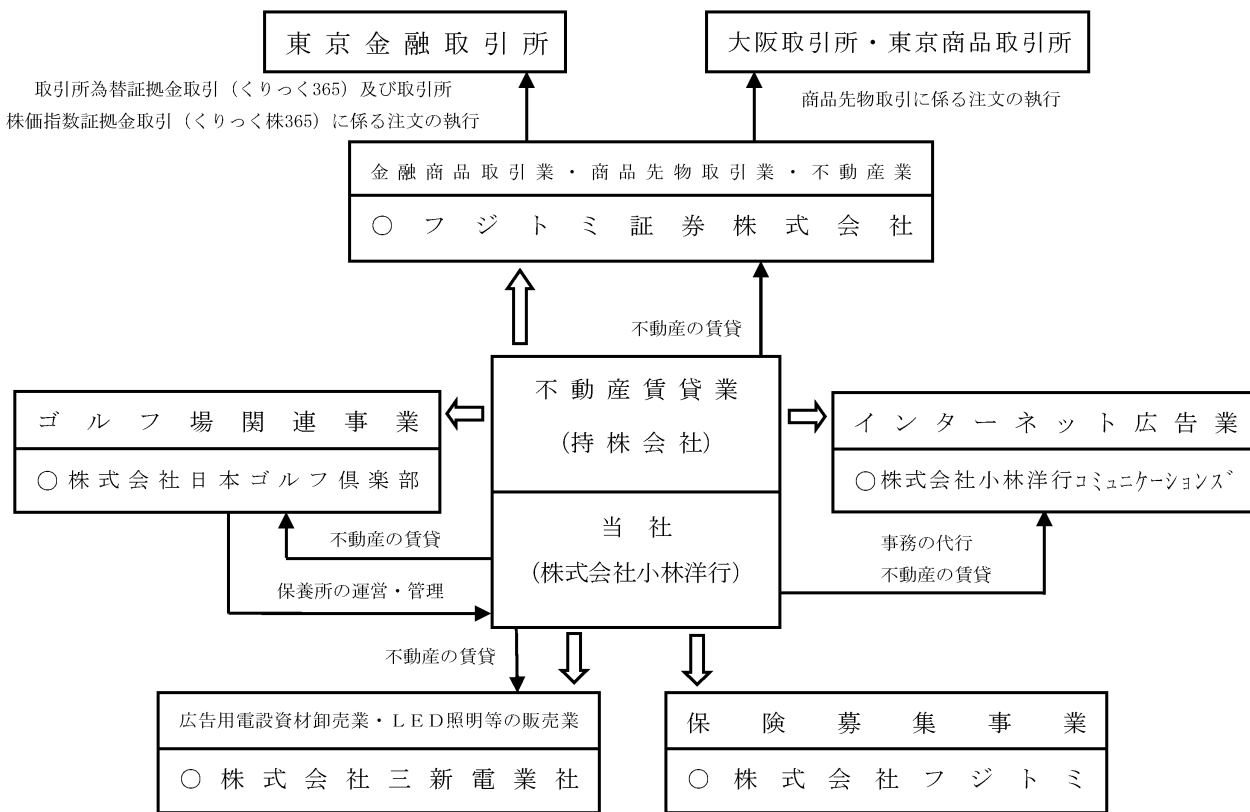 東京金融取引所
大阪取引所・東京商品取引所
取引所為替証拠金取引（くりっく365）及び取引所
株価指数証拠金取引（くりっく株365）に係る注文の執行
商品先物取引に係る注文の執行
金融商品取引業・商品先物取引業・不動産業
○フジトミ証券株式会社
不動産の賃貸
不動産賃貸業
(持株会社)
ゴルフ場関連事業
○株式会社日本ゴルフ倶楽部
インターネット広告業
○株式会社小林洋行ｺﾐｭﾆｹｰｼｮﾝｽﾞ
当社
(株式会社小林洋行)
不動産の賃貸
保養所の運営・管理
事務の代行
不動産の賃貸
不動産の賃貸
広告用電設資材卸売業・ＬＥＤ照明等の販売業
○株式会社三新電業社
保険募集事業
○株式会社フジトミ